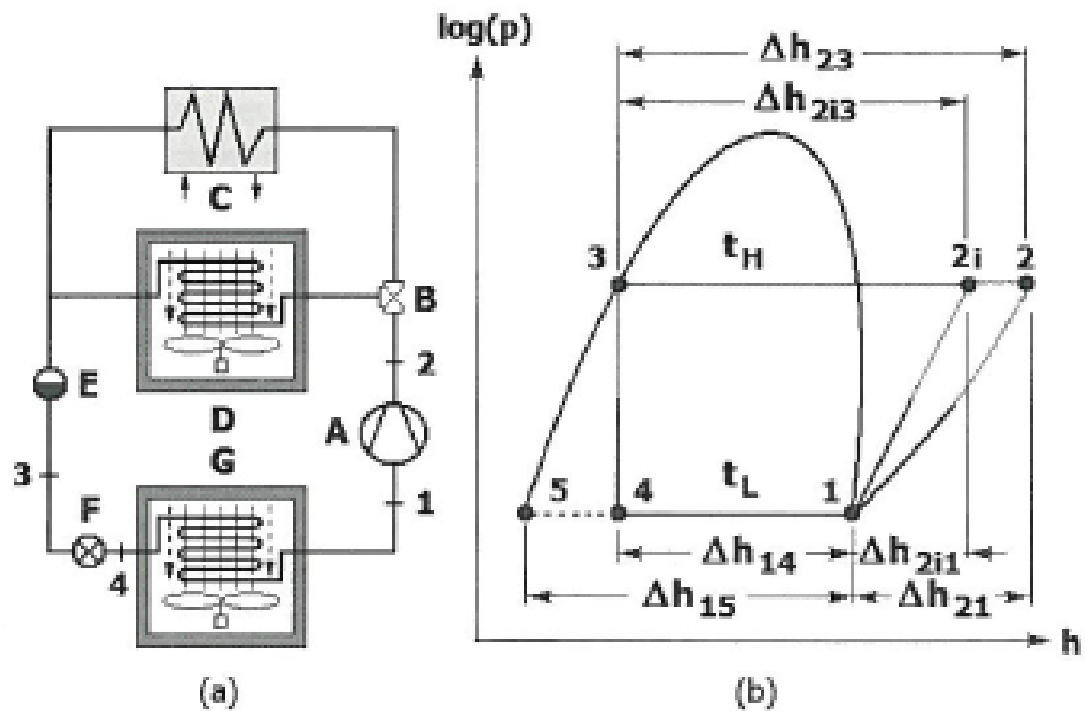 C
B
2
E
D
A
G
3
1
F
4
(a)
log(p)
Δh23
Δh2i3
3
tH
2i
2
5
4
tL
1
Δh14
Δh2i1
Δh15
Δh21
h
(b)